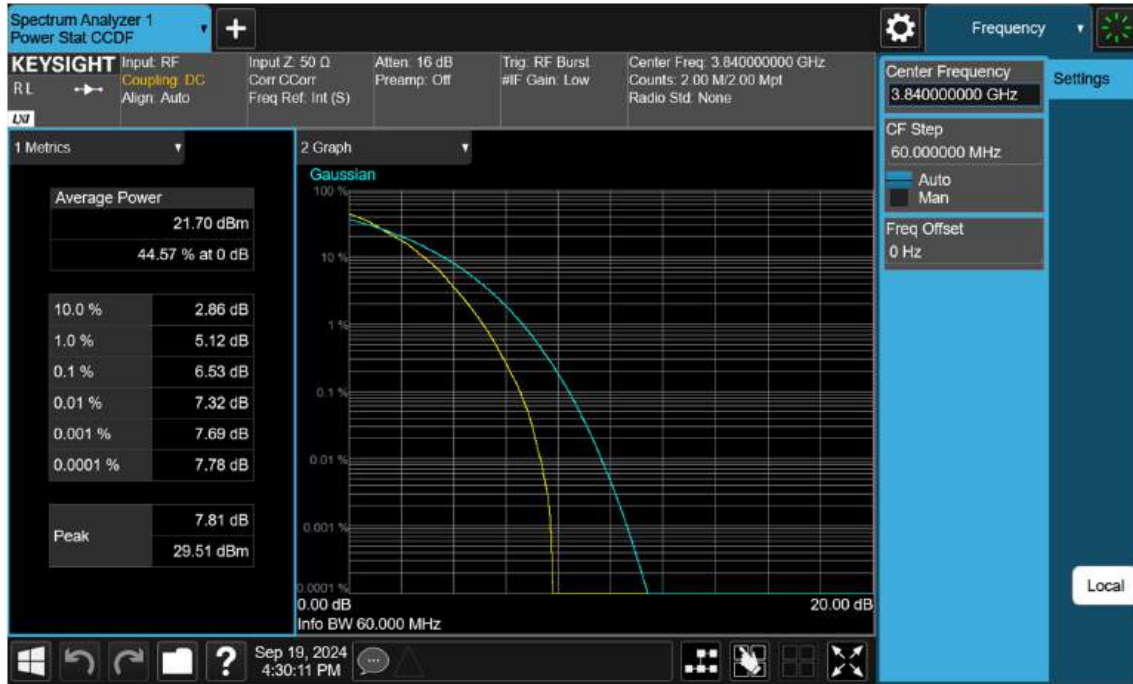 Spectrum Analyzer 1
Power Stat CCDF
Frequency
KEYSIGHT
RL
LXI
Input: RF
Coupling: DC
Align: Auto
Input Z: 50 Ω
Corr CCorr
Freq Ref: Int (S)
Atten: 16 dB
Preamp: Off
Trig: RF Burst
#IF Gain: Low
Center Freq: 3.840000000 GHz
Counts: 2.00 M/2.00 Mpt
Radio Std: None
Center Frequency
3.840000000 GHz
Settings
CF Step
60.000000 MHz
Auto
Man
Freq Offset
0 Hz
1 Metrics
Average Power
21.70 dBm
44.57 % at 0 dB
10.0 % 2.86 dB
1.0 % 5.12 dB
0.1 % 6.53 dB
0.01 % 7.32 dB
0.001 % 7.69 dB
0.0001 % 7.78 dB
Peak
7.81 dB
29.51 dBm
2 Graph
Gaussian
100 %
10 %
1 %
0.1 %
0.01 %
0.001 %
0.0001 %
0.00 dB 20.00 dB
Info BW 60.000 MHz
Local
?
Sep 19, 2024
4:30:11 PM